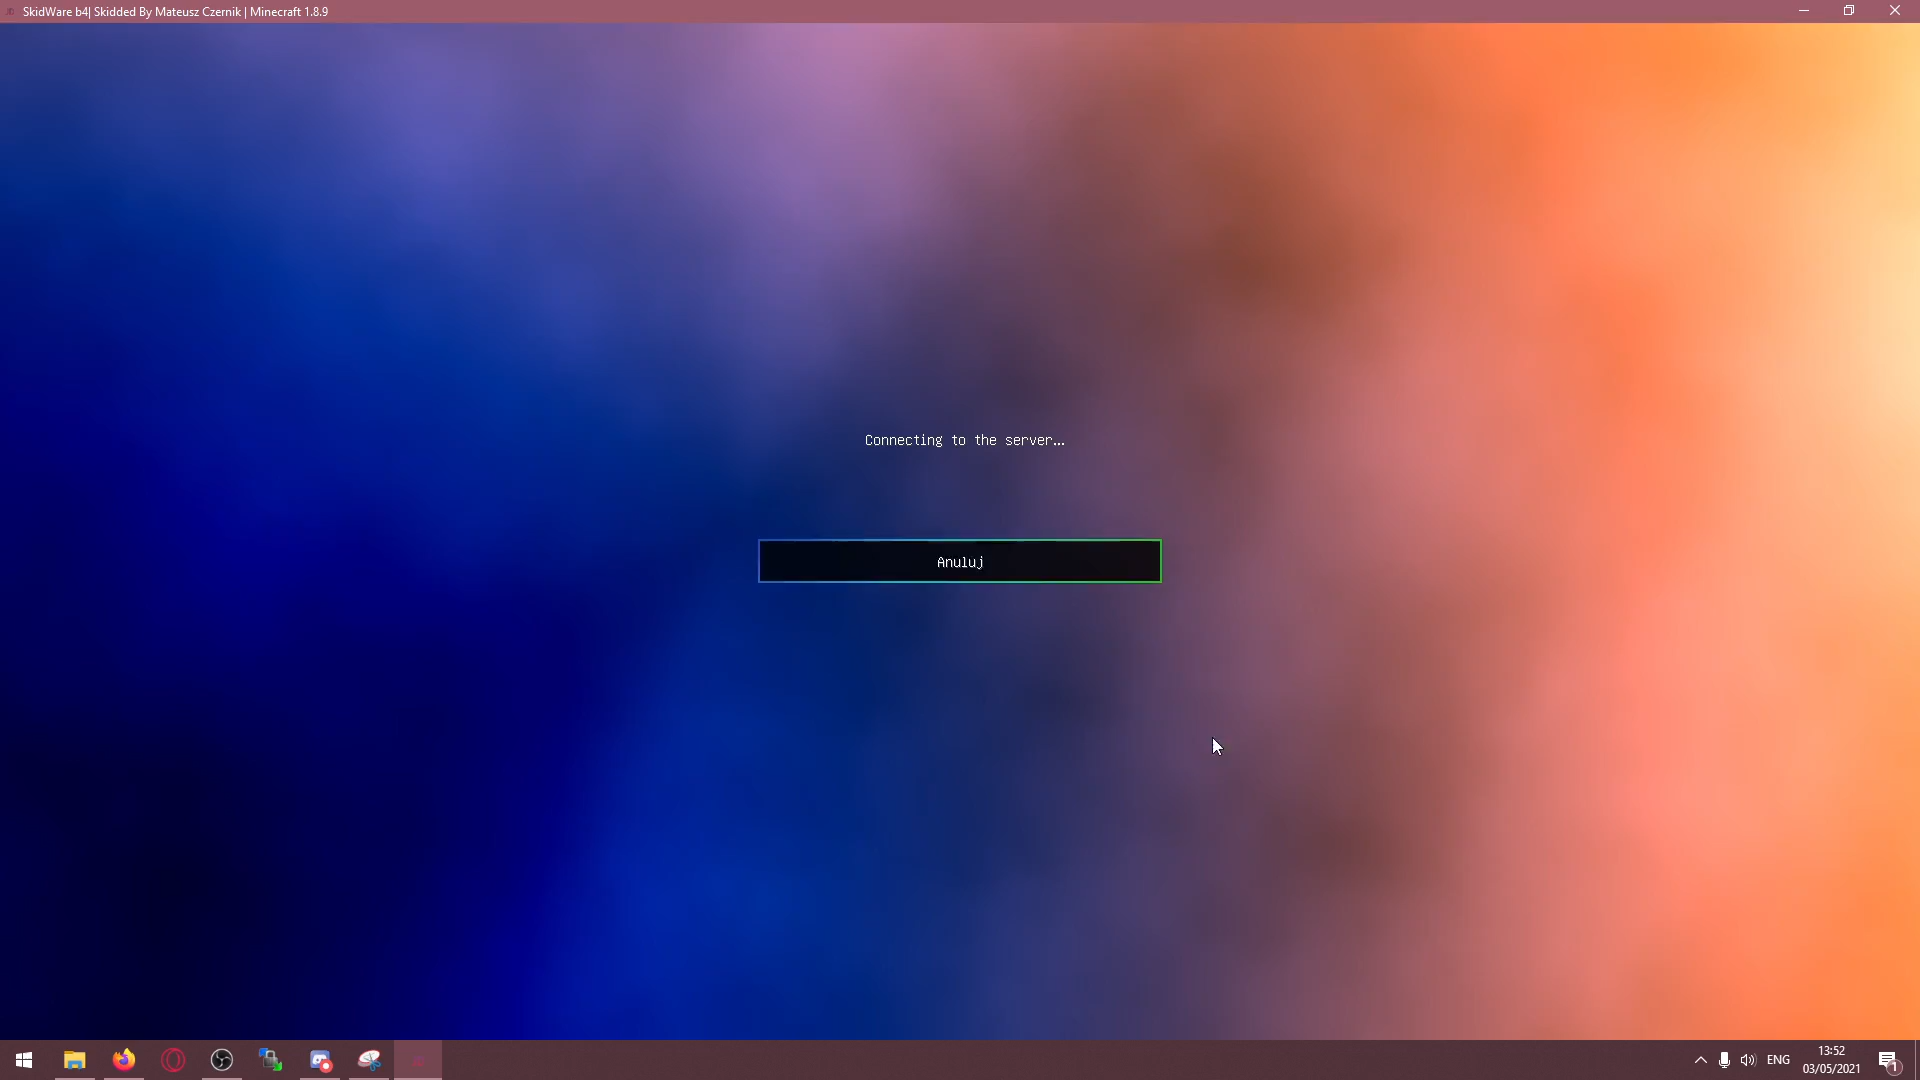 SkidWare b4| Skidded By Mateusz Czernik | Minecraft 1.8.9
Connecting to the server...
Anuluj
ENG
13:52
03/05/2021
1